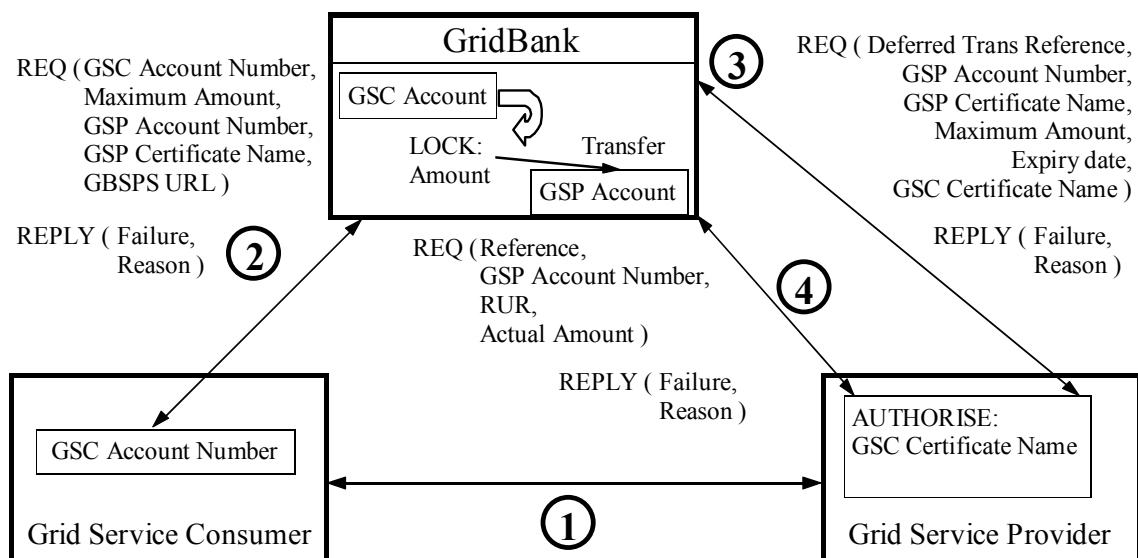 GridBank
GSC Account
LOCK:
Amount
Transfer
GSP Account
REQ ( GSC Account Number,
Maximum Amount,
GSP Account Number,
GSP Certificate Name,
GBSPS URL )
REPLY ( Failure,
Reason )
2
3
REQ ( Deferred Trans Reference,
GSP Account Number,
GSP Certificate Name,
Maximum Amount,
Expiry date,
GSC Certificate Name )
REPLY ( Failure,
Reason )
REQ ( Reference,
GSP Account Number,
RUR,
Actual Amount )
4
REPLY ( Failure,
Reason )
GSC Account Number
Grid Service Consumer
1
AUTHORISE:
GSC Certificate Name
Grid Service Provider